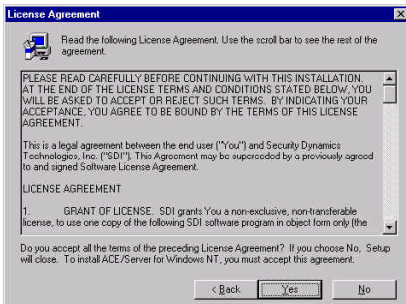 License Agreement
Read the following License Agreement. Use the scroll bar to see the rest of the
agreement.
PLEASE READ CAREFULLY BEFORE CONTINUING WITH THIS INSTALLATION.
AT THE END OF THE LICENSE TERMS AND CONDITIONS STATED BELOW, YOU
WILL BE ASKED TO ACCEPT OR REJECT SUCH TERMS. BY INDICATING YOUR
ACCEPTANCE, YOU AGREE TO BE BOUND BY THE TERMS OF THIS LICENSE
AGREEMENT.
This is a legal agreement between the end user ("You") and Security Dynamics
Technologies, Inc. ("SDI"). This Agreement may be superceded by a previously agreed
to and signed Software License Agreement.
LICENSE AGREEMENT
1. GRANT OF LICENSE. SDI grants You a non-exclusive, non-transferable
license, to use one copy of the following SDI software program in object form only (the
Do you accept all the terms of the preceding License Agreement? If you choose No, Setup
will close. To install ACE/Server for Windows NT, you must accept this agreement.
< Back Yes No